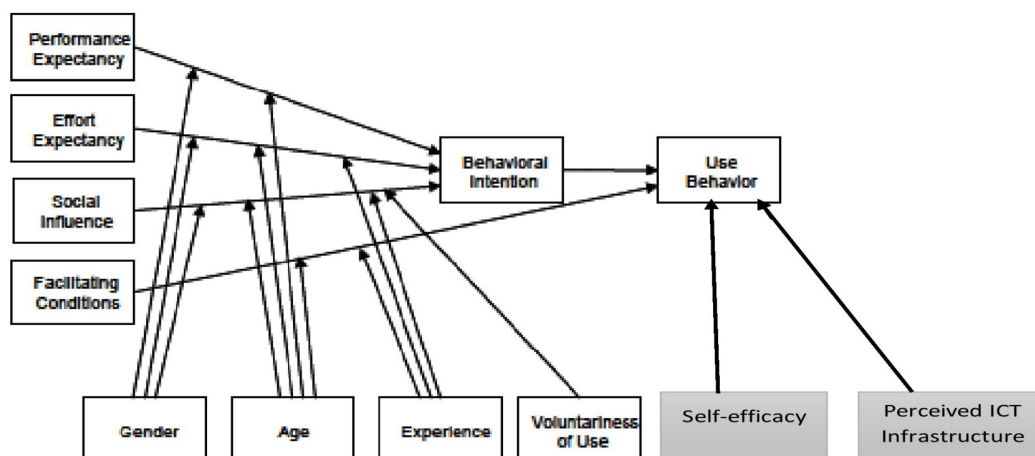 Performance
Expectancy
Effort
Expectancy
Social
Influence
Facilitating
Conditions
Behavioral
Intention
Use
Behavior
Gender
Age
Experience
Voluntariness
of Use
Self-efficacy
Perceived ICT
Infrastructure